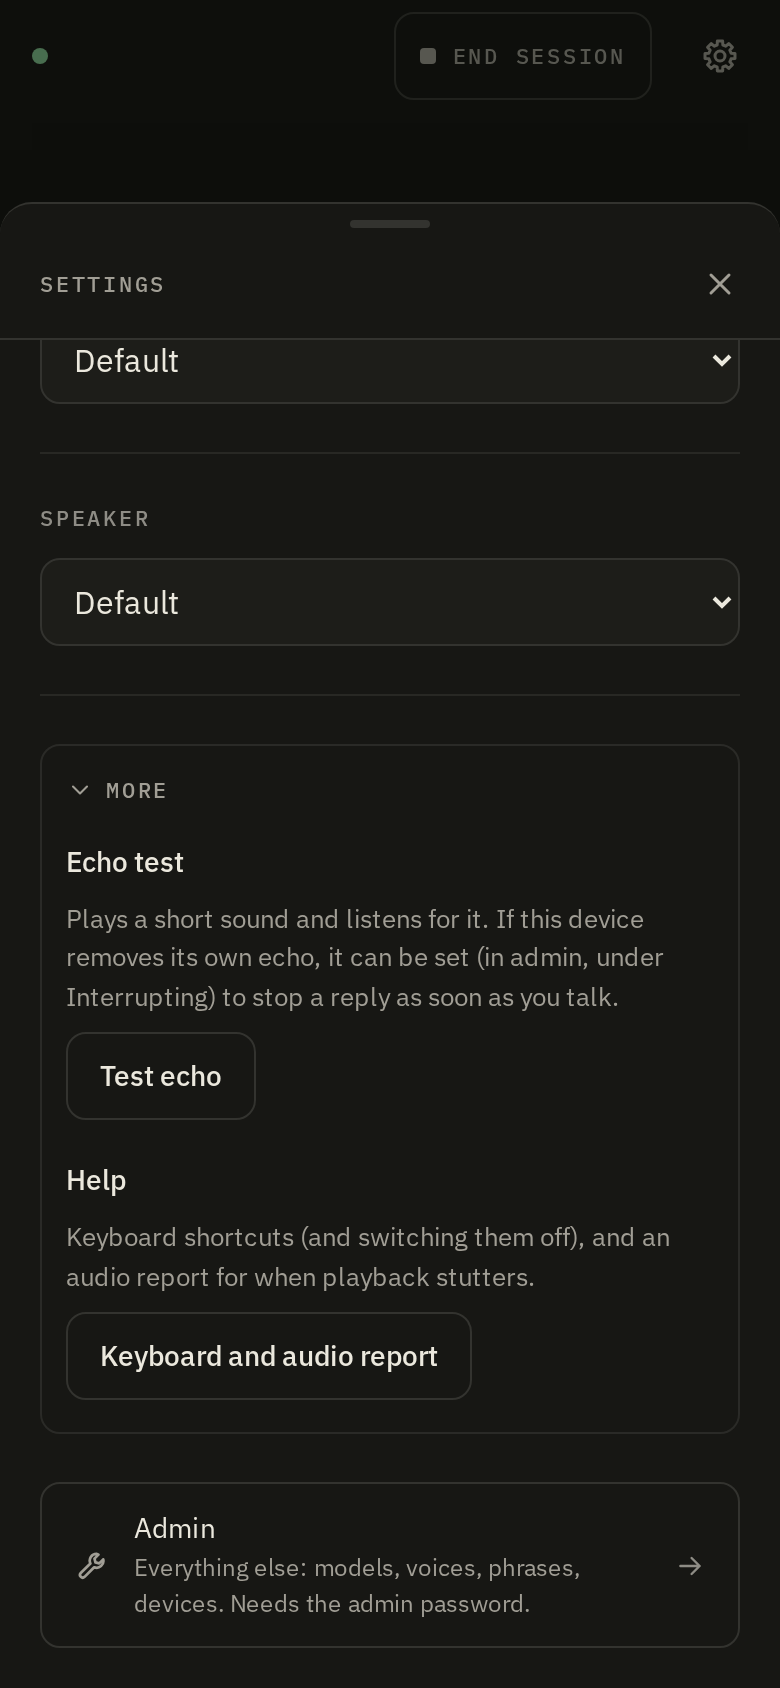 END SESSION
SETTINGS
Default
SPEAKER
Default
MORE
Echo test
Plays a short sound and listens for it. If this device
removes its own echo, it can be set (in admin, under
Interrupting) to stop a reply as soon as you talk.
Test echo
Help
Keyboard shortcuts (and switching them off), and an
audio report for when playback stutters.
Keyboard and audio report
Admin
Everything else: models, voices, phrases,
devices. Needs the admin password.